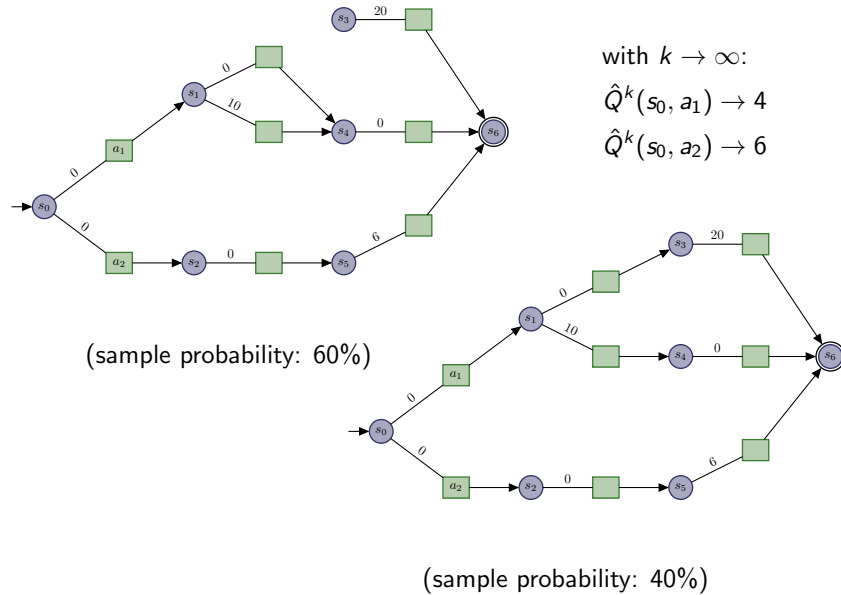 s₃ 20
with k → ∞:
0
s₁
10
Q̂ᵏ(s₀, a₁) → 4
s₄ 0
s₆
Q̂ᵏ(s₀, a₂) → 6
a₁
0
s₀
0
6
a₂ s₂ 0 s₅
(sample probability: 60%)
s₃ 20
0
s₁
10
s₄ 0 s₆
a₁
0
s₀
0
6
a₂ s₂ 0 s₅
(sample probability: 40%)